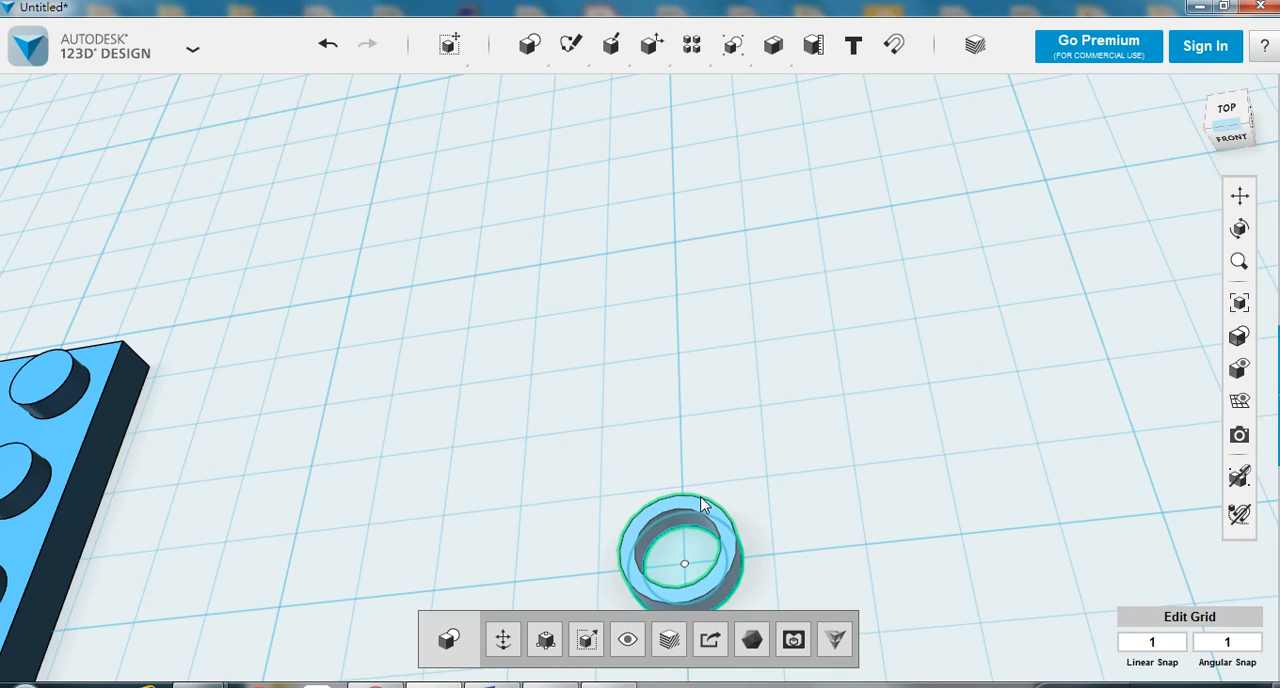 Untitled*
AUTODESK®
123D® DESIGN
T
Go Premium
(FOR COMMERCIAL USE)
Sign In
?
TOP
FRONT
Edit Grid
1
1
Linear Snap
Angular Snap